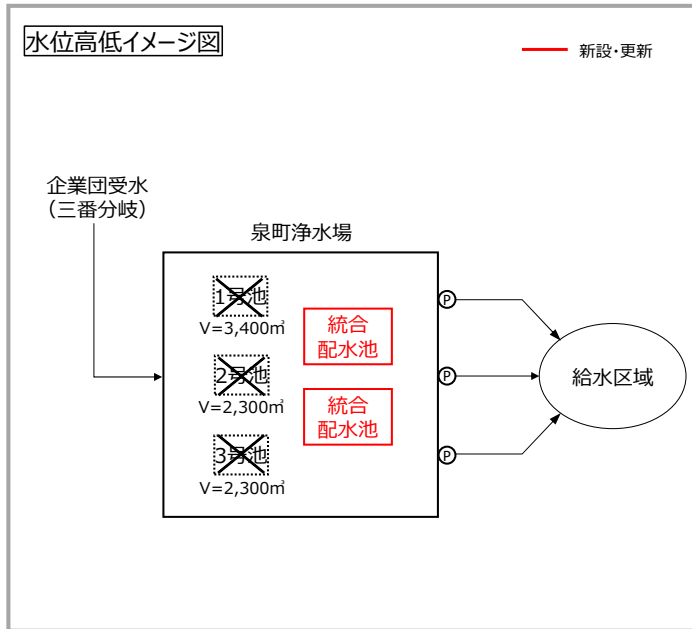 水位高低イメージ図
新設・更新
企業団受水
（三番分岐）
泉町浄水場
1号池
V=3,400㎥
統合
配水池
2号池
V=2,300㎥
統合
配水池
3号池
V=2,300㎥
P
P
P
給水区域